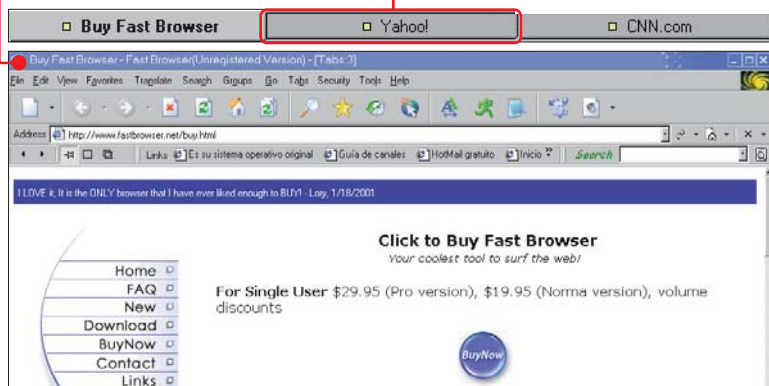 Buy Fast Browser
Yahoo!
CNN.com
Buy Fast Browser - Fast Browser(Unregistered Version) - [Tabs:3]
File Edit View Favorites Translate Search Groups Go Tabs Security Tools Help
Address http://www.fastbrowser.net/buy.html
Links Es su sistema operativo original Guía de canales HotMail gratuito Inicio Search
I LOVE it, It is the ONLY browser that I have ever liked enough to BUY! - Lory, 1/18/2001
Click to Buy Fast Browser
Your coolest tool to surf the web!
Home
FAQ
New
Download
BuyNow
Contact
Links
For Single User $29.95 (Pro version), $19.95 (Norma version), volume
discounts
BuyNow